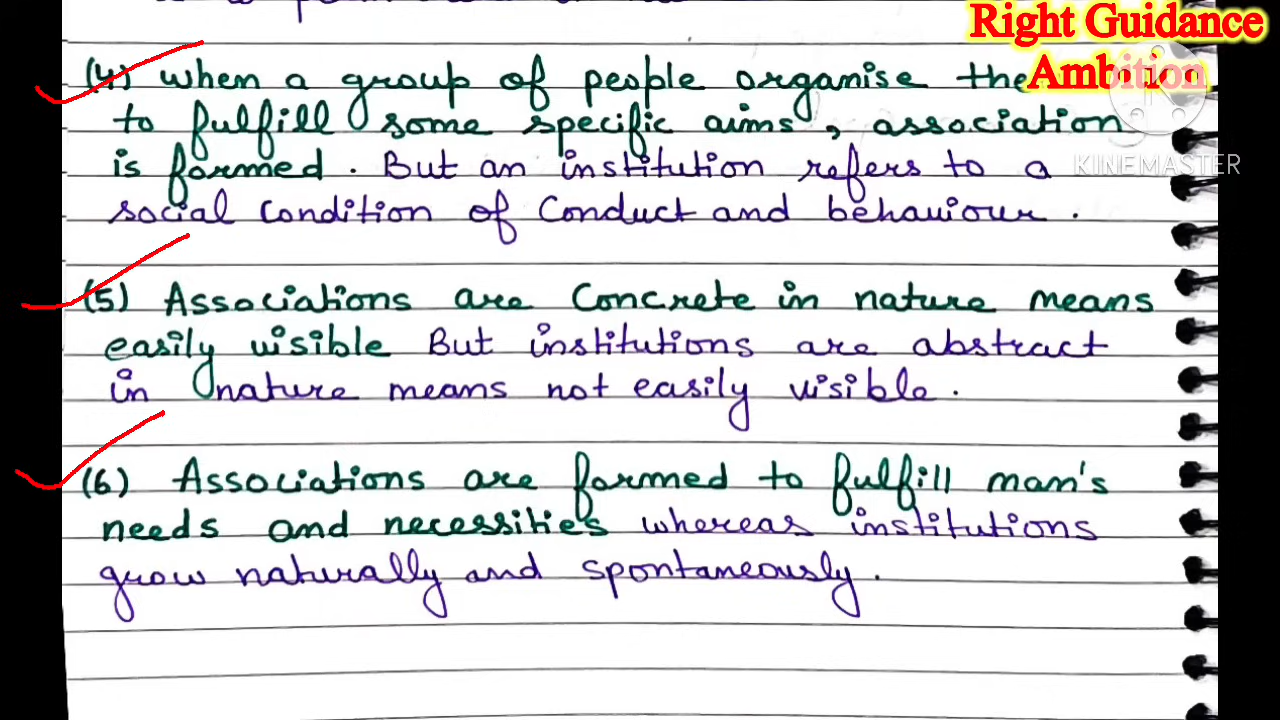 Right Guidance
Ambition
(4) When a group of people organise the
to fulfill some specific aims, association
KINEMASTER
is formed. But an institution refers to a
social condition of Conduct and behaviour.
(5) Associations are Concrete in nature means
easily visible But institutions are abstract
in nature means not easily visible.
(6) Associations are formed to fulfill man's
needs and necessities whereas institutions
grow naturally and spontaneously.